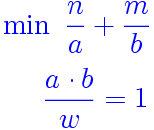 min n/a + m/b
a · b/w = 1